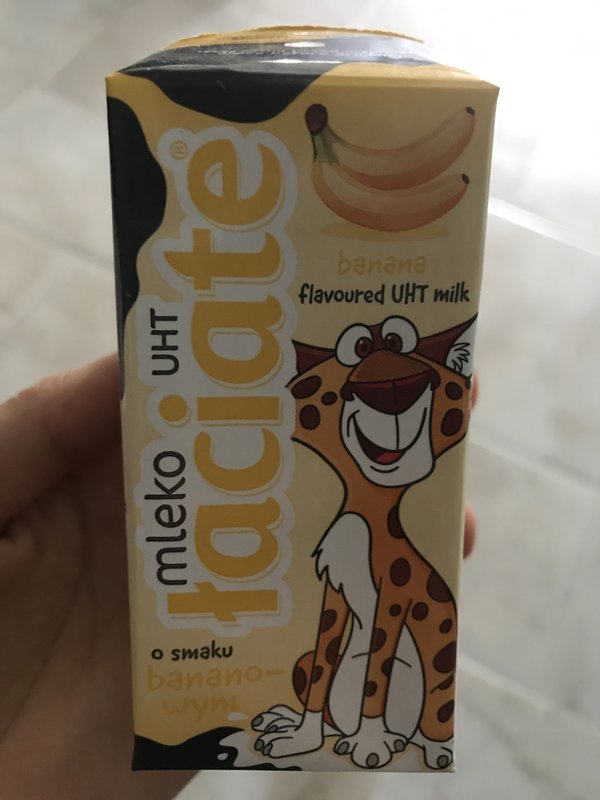 mleko UHT
łaciate®
o smaku
banano-
wym
banana
flavoured UHT milk